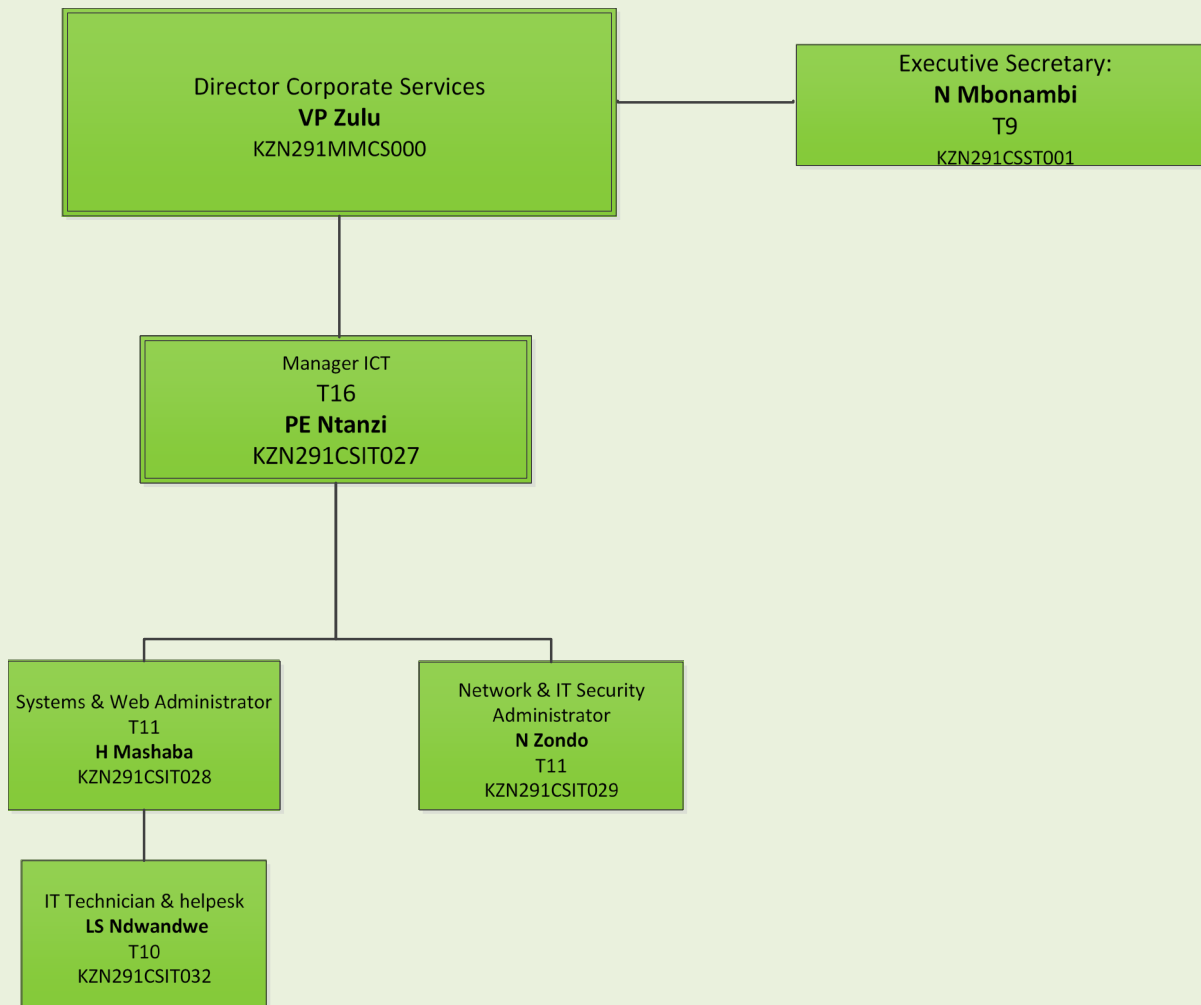 Director Corporate Services
VP Zulu
KZN291MMCS000
Executive Secretary:
N Mbonambi
T9
KZN291CSST001
Manager ICT
T16
PE Ntanzi
KZN291CSIT027
Systems & Web Administrator
T11
H Mashaba
KZN291CSIT028
Network & IT Security
Administrator
N Zondo
T11
KZN291CSIT029
IT Technician & helpesk
LS Ndwandwe
T10
KZN291CSIT032